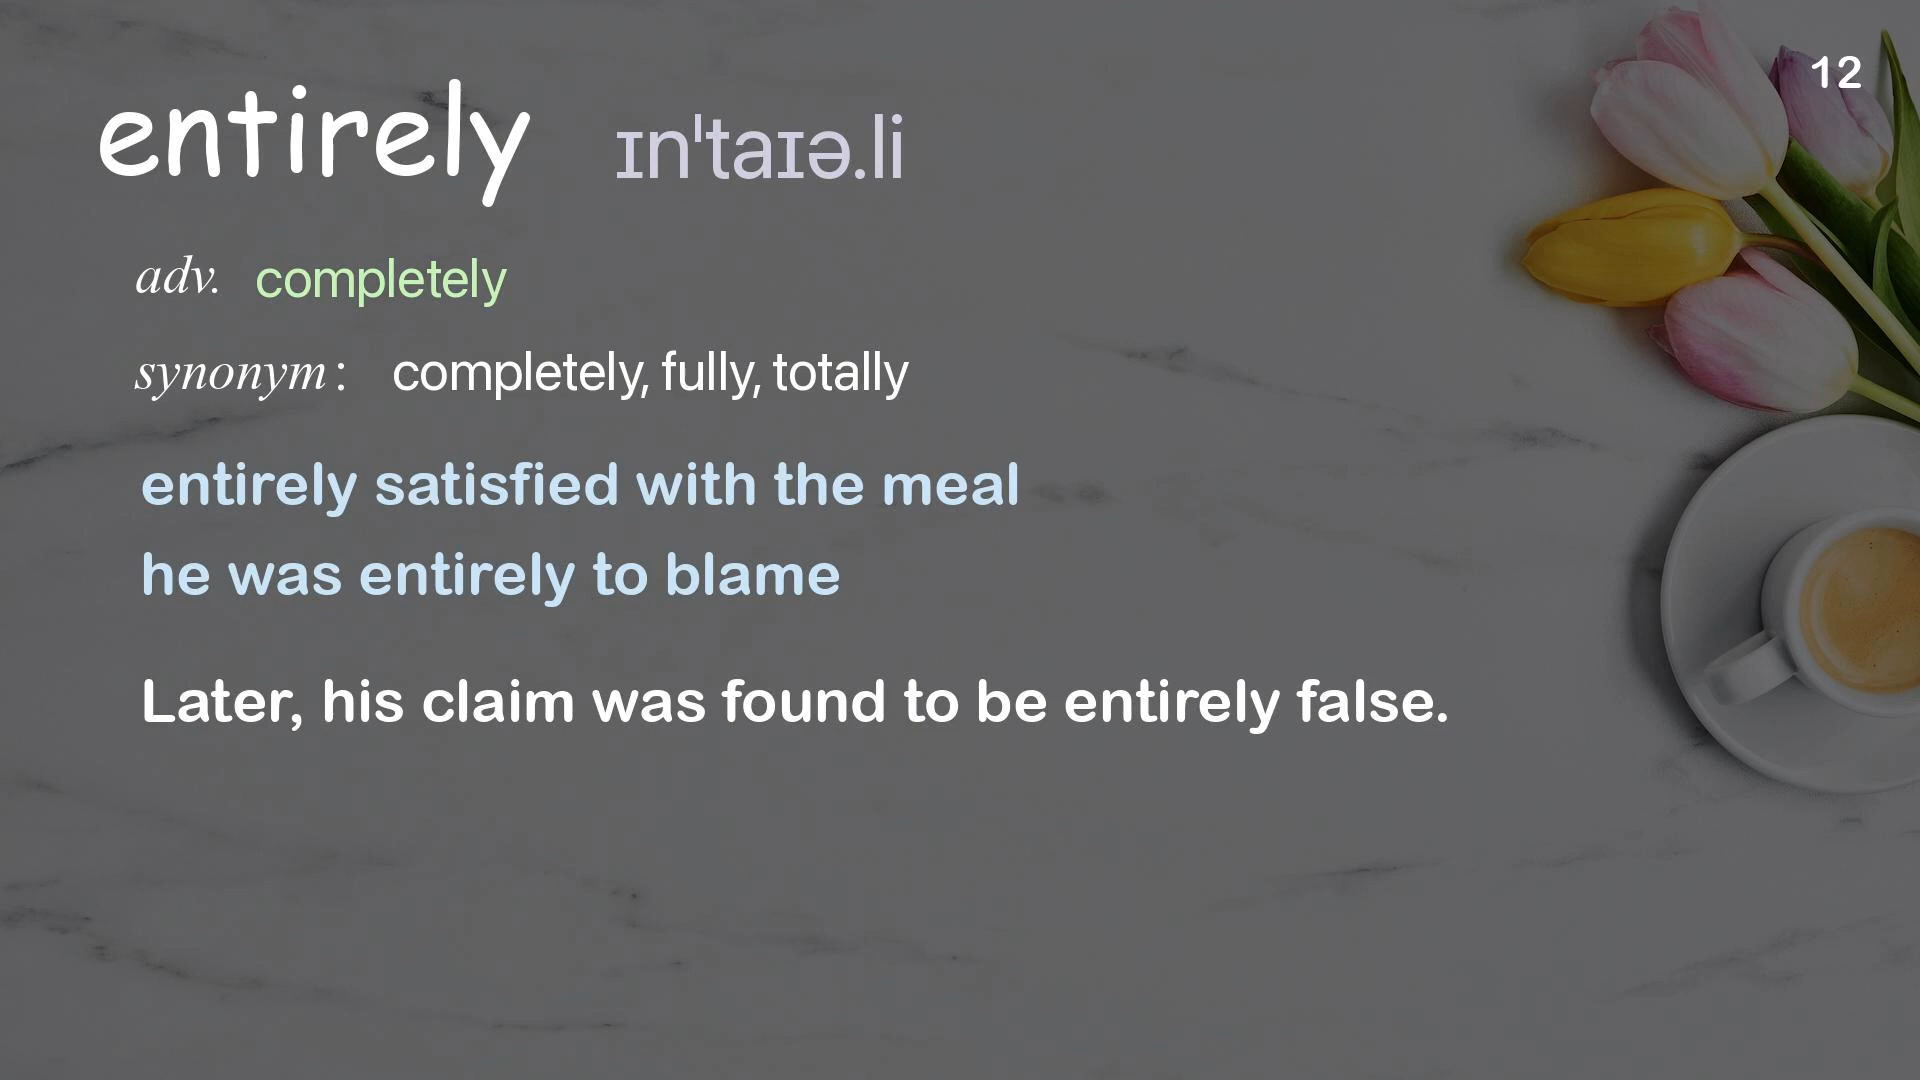 12
entirely ɪnˈtaɪə.li
adv. completely
synonym : completely, fully, totally
entirely satisfied with the meal
he was entirely to blame
Later, his claim was found to be entirely false.